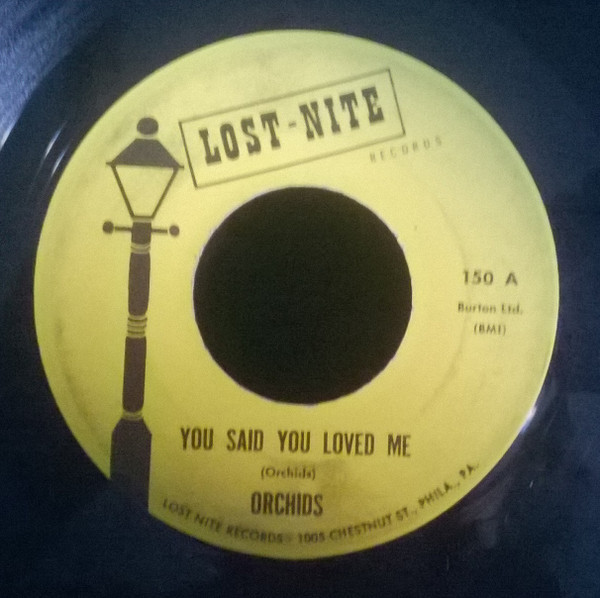 LOST-NITE
RECORDS
150 A
Burton Ltd.
(BMI)
YOU SAID YOU LOVED ME
(Orchids)
ORCHIDS
LOST NITE RECORDS - 1005 CHESTNUT ST., PHILA., PA.